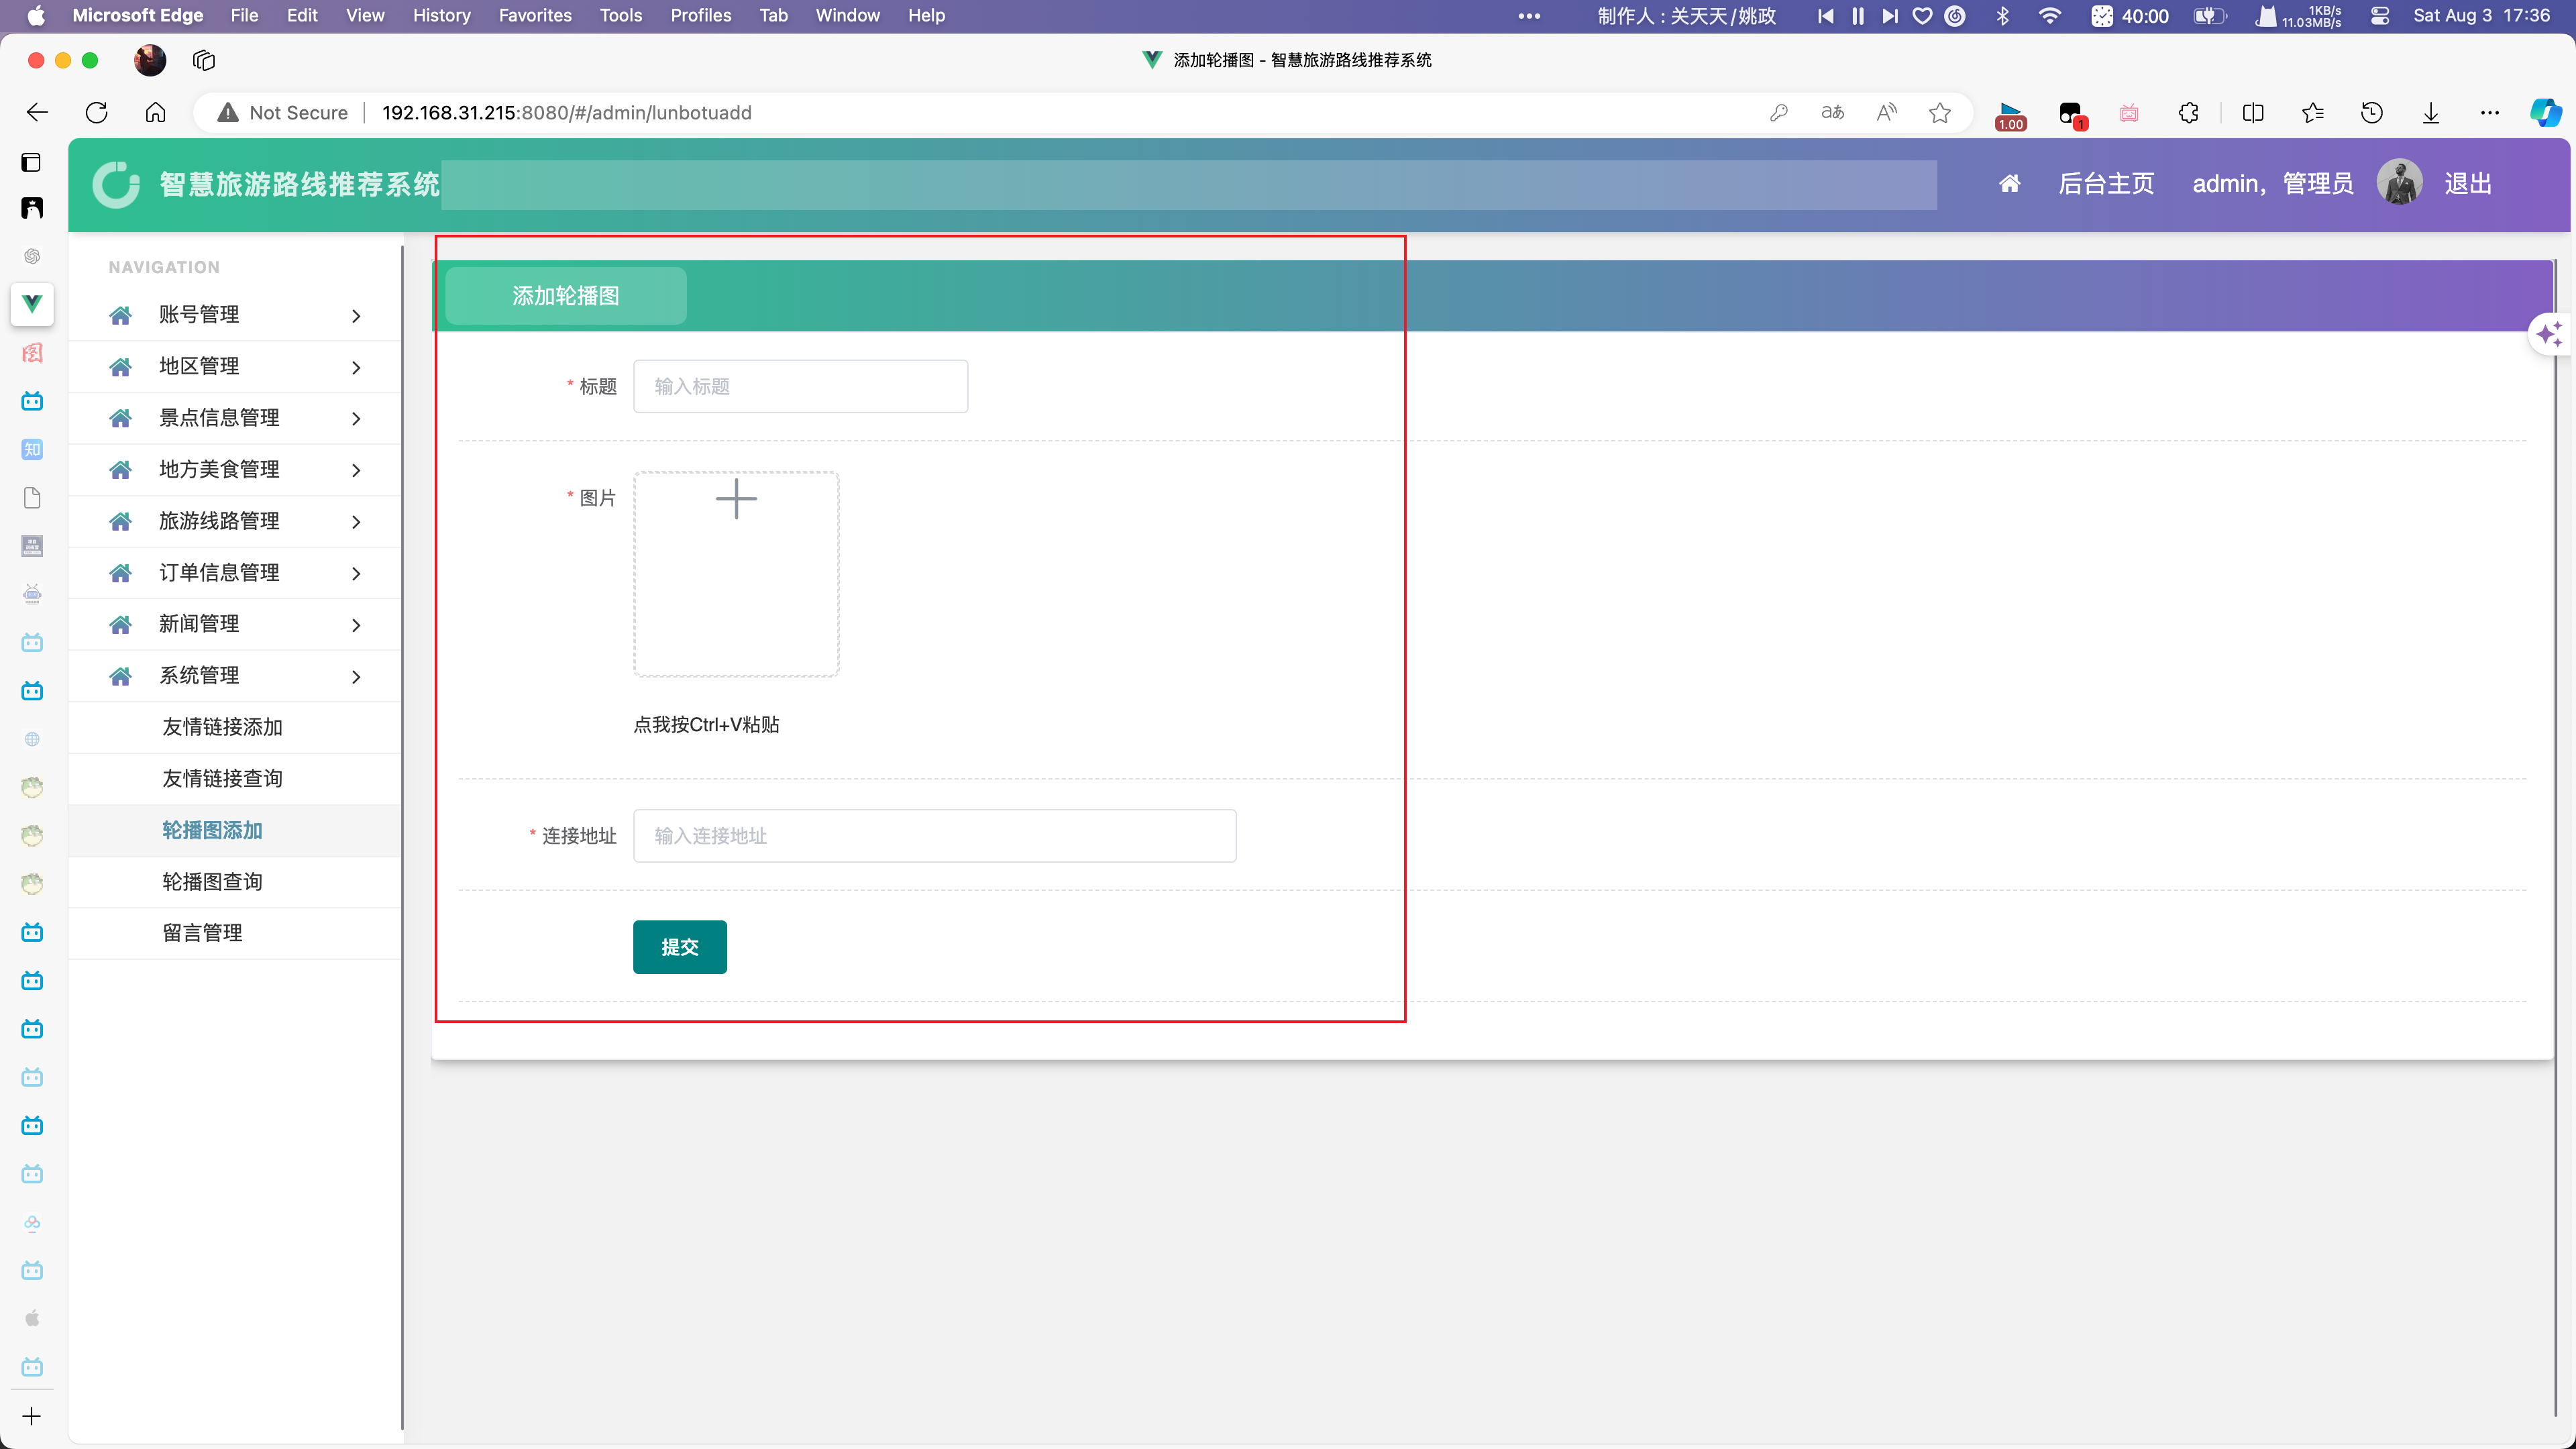 Microsoft Edge File Edit View History Favorites Tools Profiles Tab Window Help
制作人 : 关天天/姚政
40:00
1KB/s
11.03MB/s
Sat Aug 3 17:36
添加轮播图 - 智慧旅游路线推荐系统
Not Secure 192.168.31.215:8080/#/admin/lunbotuadd
1.00
1
智慧旅游路线推荐系统
后台主页
admin，管理员
退出
NAVIGATION
账号管理
地区管理
景点信息管理
地方美食管理
旅游线路管理
订单信息管理
新闻管理
系统管理
友情链接添加
友情链接查询
轮播图添加
轮播图查询
留言管理
添加轮播图
* 标题 输入标题
* 图片
点我按Ctrl+V粘贴
* 连接地址 输入连接地址
提交
知